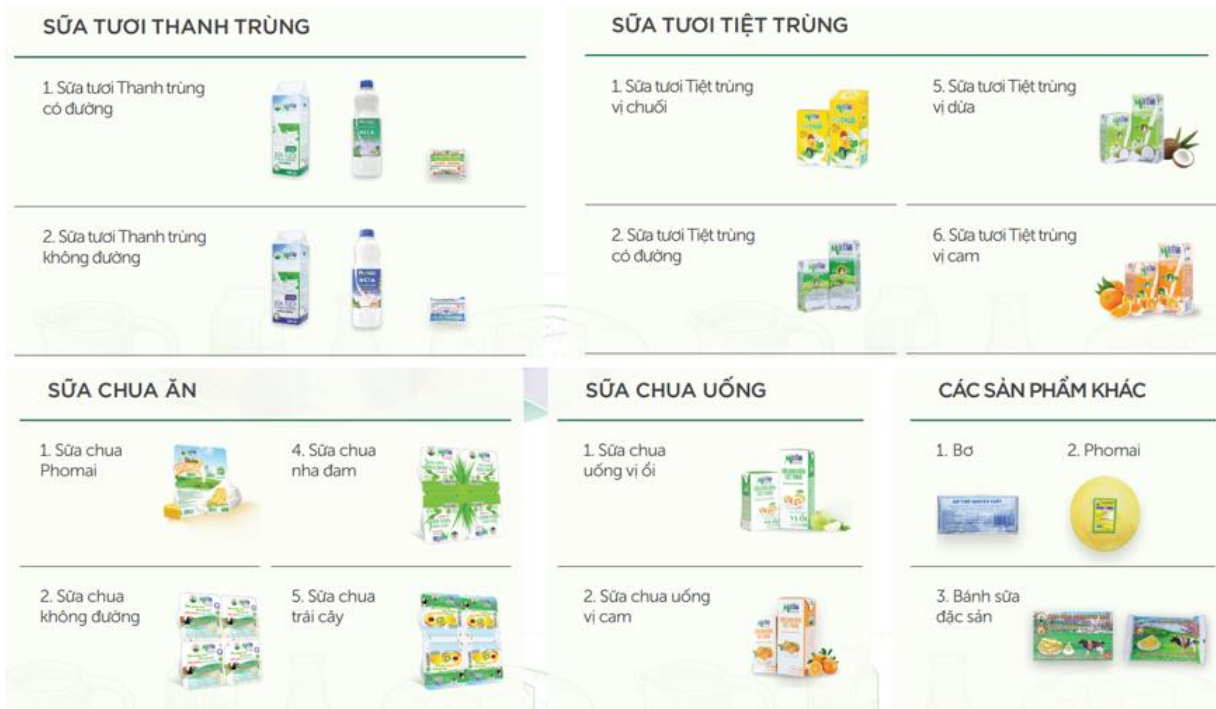 SỮA TƯƠI THANH TRÙNG
1. Sữa tươi Thanh trùng
có đường
2. Sữa tươi Thanh trùng
không đường
SỮA TƯƠI TIỆT TRÙNG
1. Sữa tươi Tiệt trùng
vị chuối
2. Sữa tươi Tiệt trùng
có đường
5. Sữa tươi Tiệt trùng
vị dừa
6. Sữa tươi Tiệt trùng
vị cam
SỮA CHUA ĂN
1. Sữa chua
Phomai
2. Sữa chua
không đường
4. Sữa chua
nha đam
5. Sữa chua
trái cây
SỮA CHUA UỐNG
1. Sữa chua
uống vị ổi
VỊ ỔI
2. Sữa chua uống
vị cam
CÁC SẢN PHẨM KHÁC
1. Bơ
2. Phomai
3. Bánh sữa
đặc sản